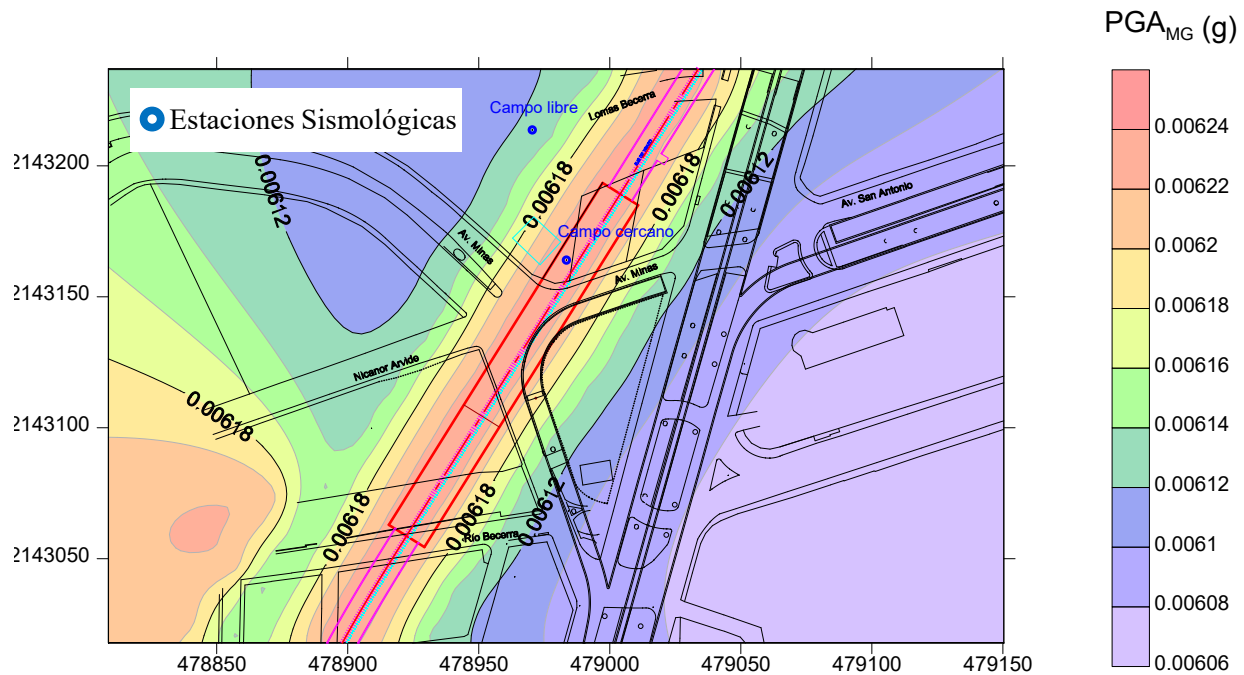 PGA_MG (g)
Estaciones Sismológicas
Campo libre
Lomas Becerra
0.00612
0.00618
0.00618
0.00612
Av. San Antonio
Campo cercano
Av. Minas
Av. Minas
Nicanor Arvide
0.00618
0.00618
0.00618
0.00612
Río Becerra
2143200
2143150
2143100
2143050
478850
478900
478950
479000
479050
479100
479150
0.00624
0.00622
0.0062
0.00618
0.00616
0.00614
0.00612
0.0061
0.00608
0.00606